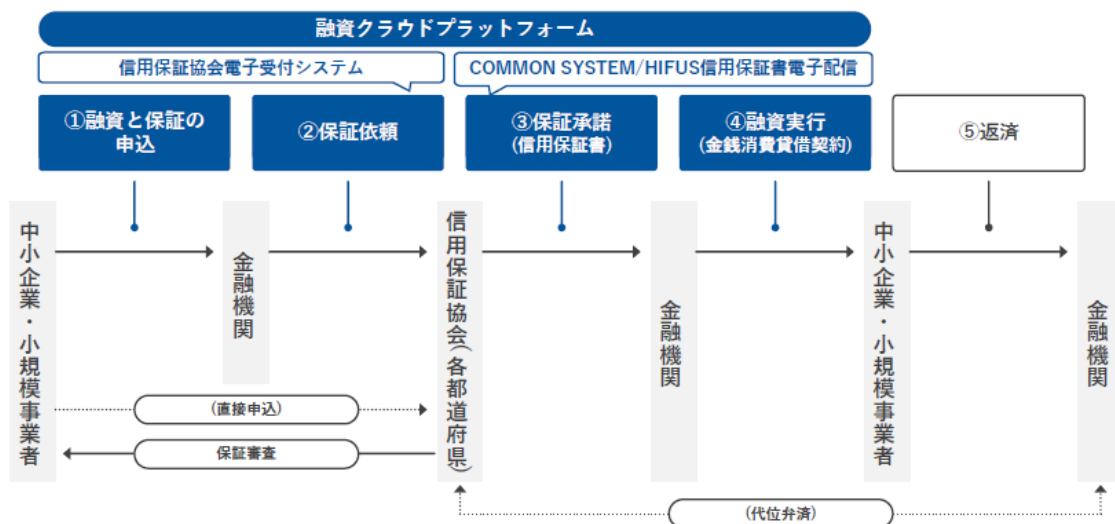 融資クラウドプラットフォーム
信用保証協会電子受付システム
COMMON SYSTEM/HIFUS信用保証書電子配信
①融資と保証の
申込
②保証依頼
③保証承諾
(信用保証書)
④融資実行
(金銭消費貸借契約)
⑤返済
中小企業・小規模事業者
金融機関
信用保証協会(各都道府県)
金融機関
中小企業・小規模事業者
金融機関
(直接申込)
保証審査
(代位弁済)